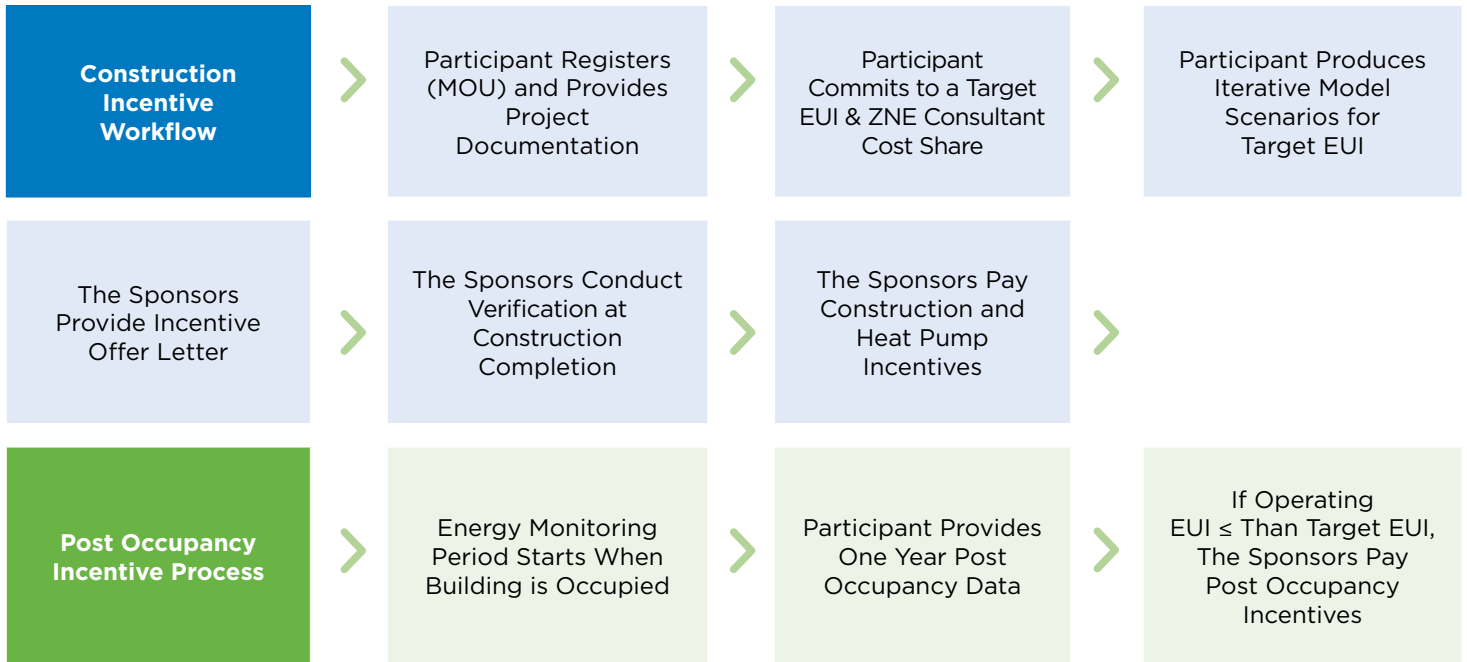 Construction
Incentive
Workflow
Participant Registers
(MOU) and Provides
Project
Documentation
Participant
Commits to a Target
EUI & ZNE Consultant
Cost Share
Participant Produces
Iterative Model
Scenarios for
Target EUI
The Sponsors
Provide Incentive
Offer Letter
The Sponsors Conduct
Verification at
Construction
Completion
The Sponsors Pay
Construction and
Heat Pump
Incentives
Post Occupancy
Incentive Process
Energy Monitoring
Period Starts When
Building is Occupied
Participant Provides
One Year Post
Occupancy Data
If Operating
EUI ≤ Than Target EUI,
The Sponsors Pay
Post Occupancy
Incentives